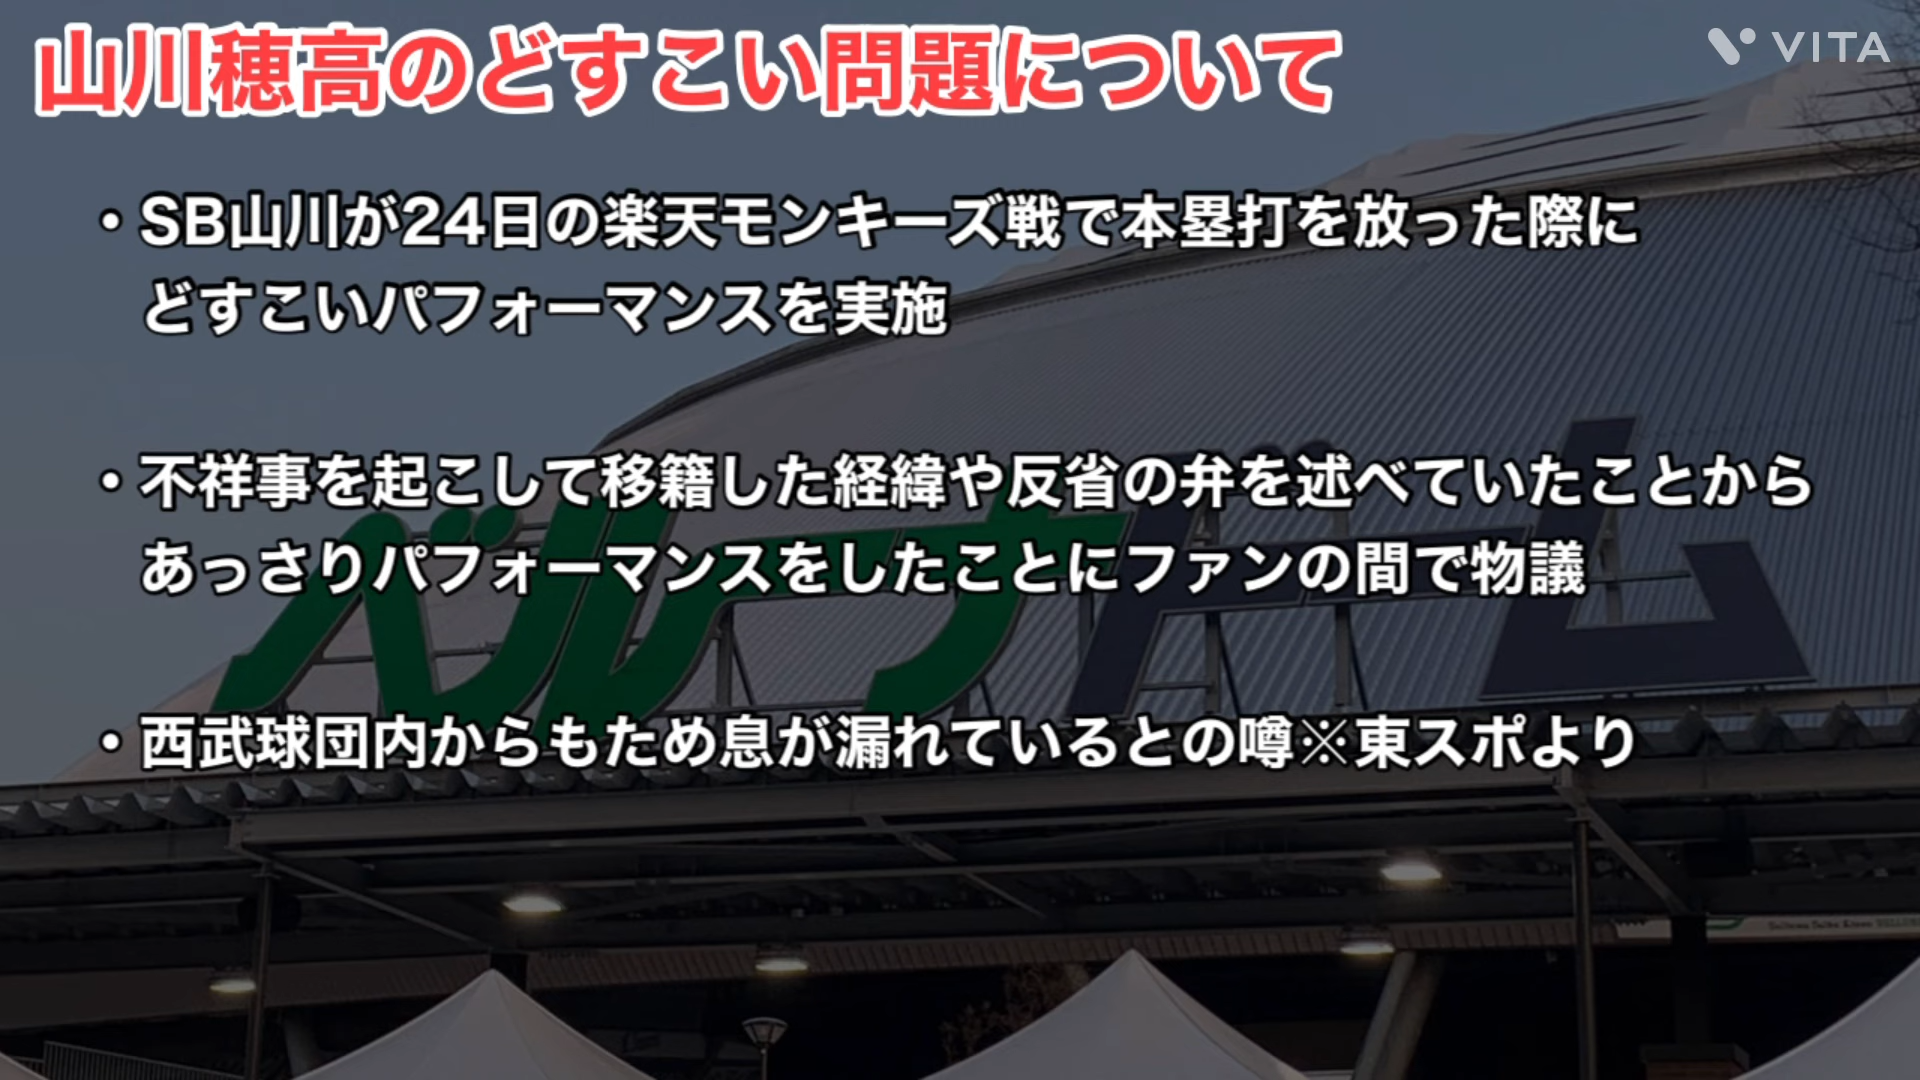 山川穂高のどすこい問題について
VITA
・SB山川が24日の楽天モンキーズ戦で本塁打を放った際に
どすこいパフォーマンスを実施
・不祥事を起こして移籍した経緯や反省の弁を述べていたことから
あっさりパフォーマンスをしたことにファンの間で物議
ベルーナドーム
・西武球団内からもため息が漏れているとの噂※東スポより